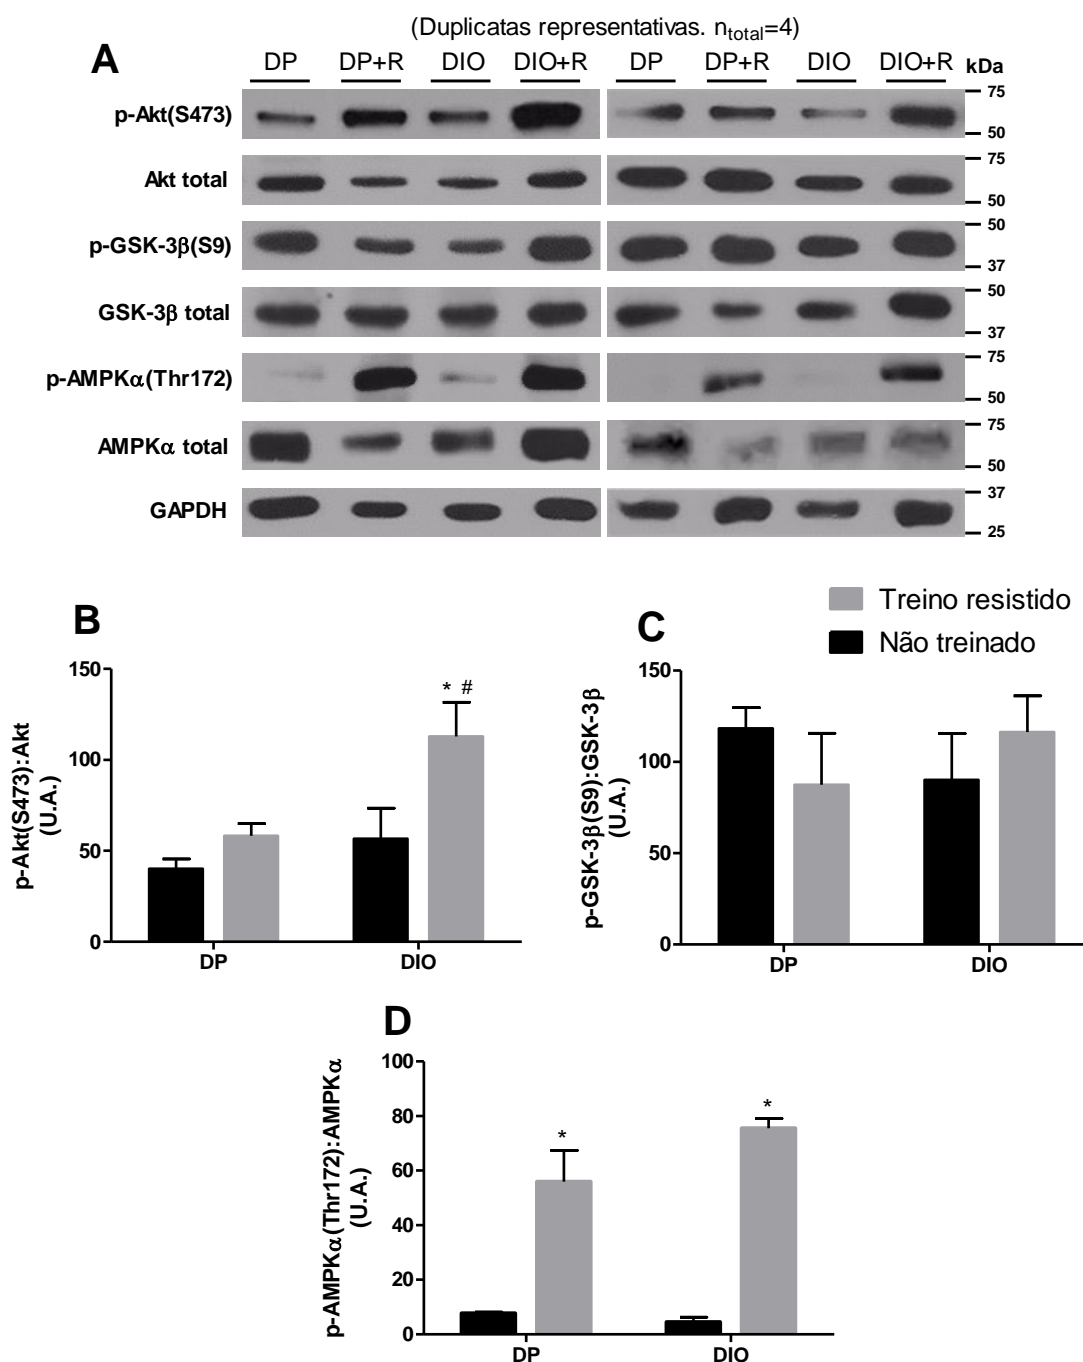 (Duplicatas representativas. ntotal=4)
A
DP DP+R DIO DIO+R DP DP+R DIO DIO+R kDa
p-Akt(S473) 75
50
Akt total 75
50
p-GSK-3β(S9) 50
37
GSK-3β total 50
37
p-AMPKα(Thr172) 75
50
AMPKα total 75
50
GAPDH 37
25
Treino resistido
Não treinado
B
p-Akt(S473):Akt
(U.A.)
150
100
50
0
* #
DP DIO
C
p-GSK-3β(S9):GSK-3β
(U.A.)
150
100
50
0
DP DIO
D
p-AMPKα(Thr172):AMPKα
(U.A.)
100
80
60
40
20
0
* *
DP DIO